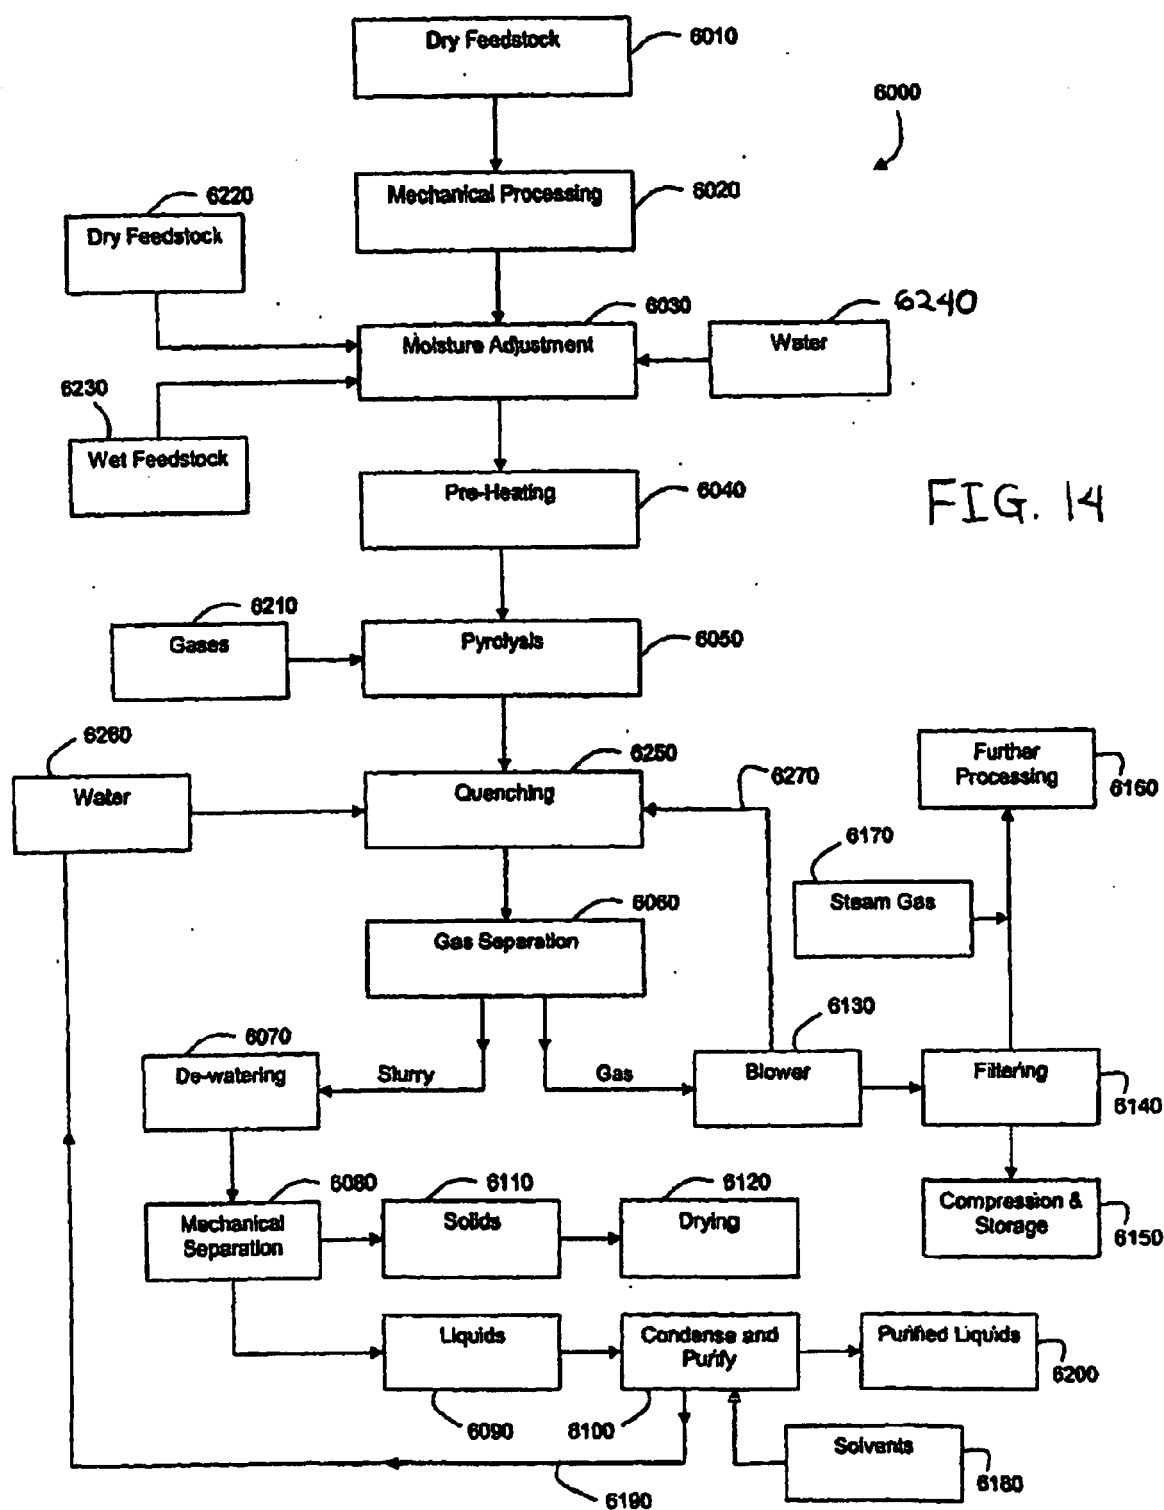 Dry Feedstock
6010
6000
Mechanical Processing
6020
6220
Dry Feedstock
6030
6240
Moisture Adjustment
Water
6230
Wet Feedstock
Pre-Heating
6040
FIG. 14
6210
Gases
Pyrolysis
6050
6260
Water
6250
Quenching
6270
Further
Processing
6160
6170
Steam Gas
6060
Gas Separation
6130
6070
De-watering
Slurry
Gas
Blower
Filtering
6140
6080
Mechanical
Separation
6110
Solids
6120
Drying
Compression &
Storage
6150
Liquids
Condense and
Purify
Purified Liquids
6200
6090
6100
Solvents
6180
6190